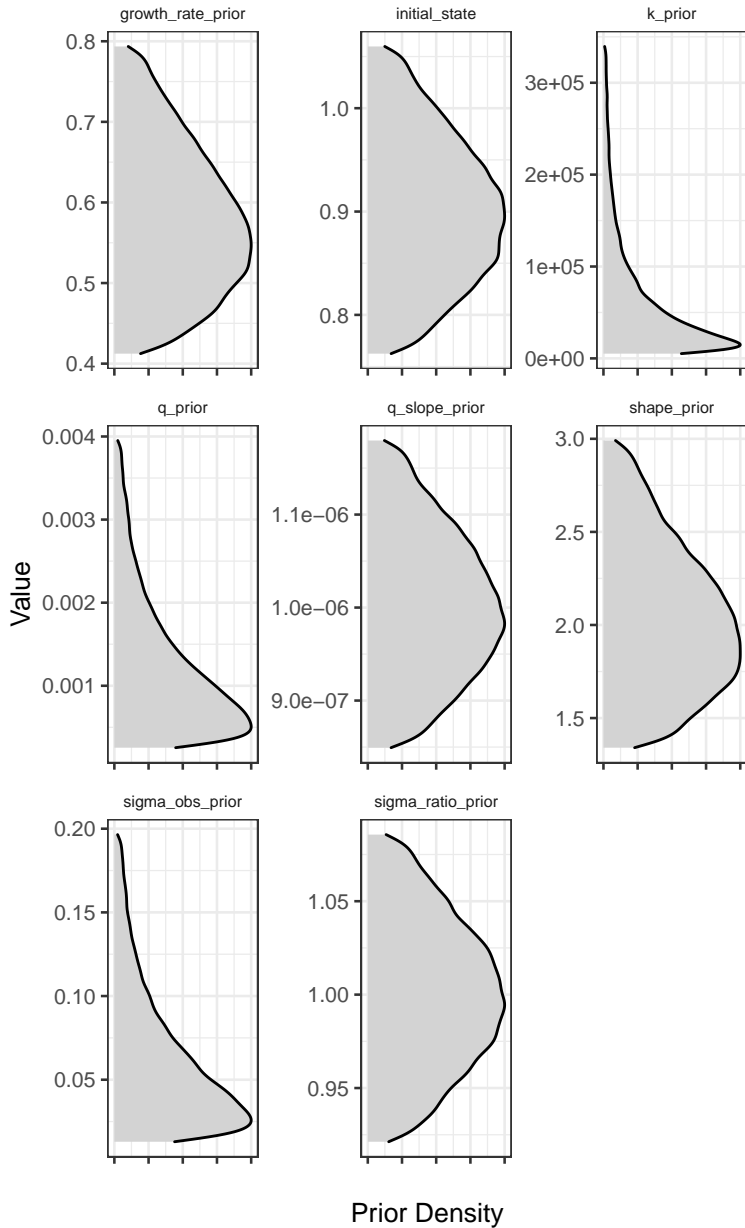 growth_rate_prior
initial_state
k_prior
0.8
0.7
0.6
0.5
0.4
1.0
0.9
0.8
3e+05
2e+05
1e+05
0e+00
q_prior
q_slope_prior
shape_prior
0.004
0.003
0.002
0.001
1.1e−06
1.0e−06
9.0e−07
3.0
2.5
2.0
1.5
Value
sigma_obs_prior
sigma_ratio_prior
0.20
0.15
0.10
0.05
1.05
1.00
0.95
Prior Density